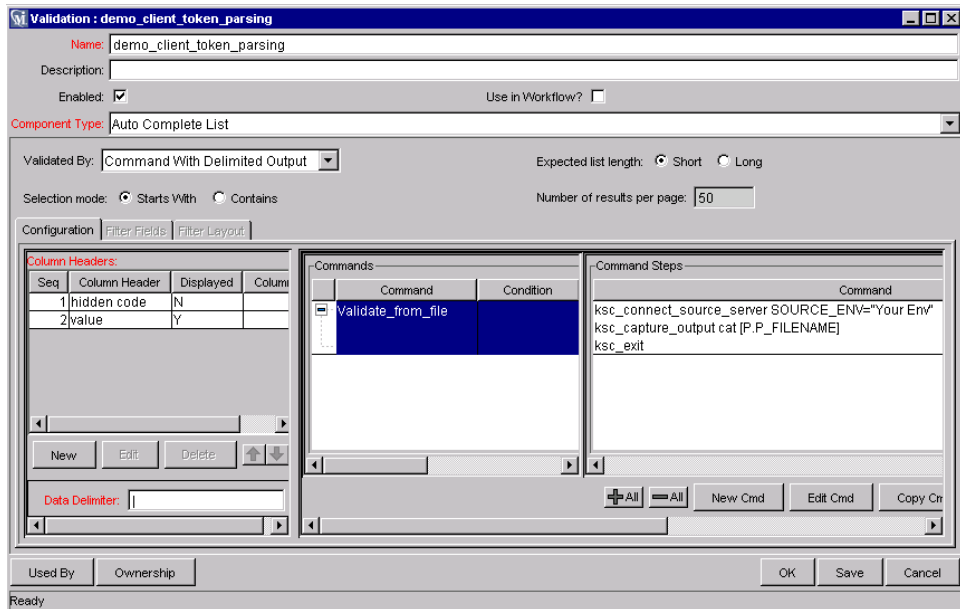 Validation : demo_client_token_parsing
Name: demo_client_token_parsing
Description:
Enabled: Use in Workflow?
Component Type: Auto Complete List
Validated By: Command With Delimited Output Expected list length: Short Long
Selection mode: Starts With Contains Number of results per page: 50
Configuration Filter Fields Filter Layout
Column Headers:
Seq Column Header Displayed Colum
1 hidden code N
2 value Y
New Edit Delete
Data Delimiter: |
Commands
Command Condition
Validate_from_file
Command Steps
Command
ksc_connect_source_server SOURCE_ENV="Your Env"
ksc_capture_output cat [P.P_FILENAME]
ksc_exit
All All New Cmd Edit Cmd Copy Cm
Used By Ownership OK Save Cancel
Ready